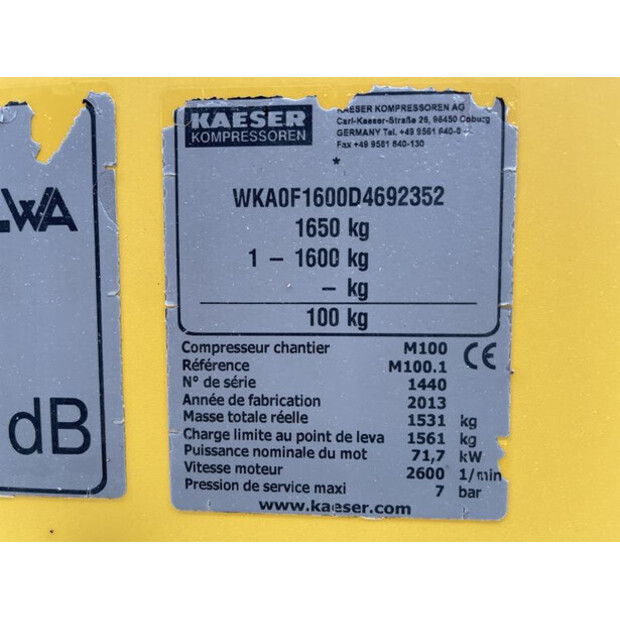 LWA
dB
KAESER
KOMPRESSOREN
KAESER KOMPRESSOREN AG
Carl-Kaeser-Straße 26, 96450 Coburg
GERMANY Tel. +49 9561 640-0
Fax +49 9561 640-130
*
WKA0F1600D4692352
1650 kg
1 – 1600 kg
– kg
100 kg
Compresseur chantier M100 CE
Référence M100.1
N° de série 1440
Année de fabrication 2013
Masse totale réelle 1531 kg
Charge limite au point de leva 1561 kg
Puissance nominale du mot 71,7 kW
Vitesse moteur 2600 1/min
Pression de service maxi 7 bar
www.kaeser.com